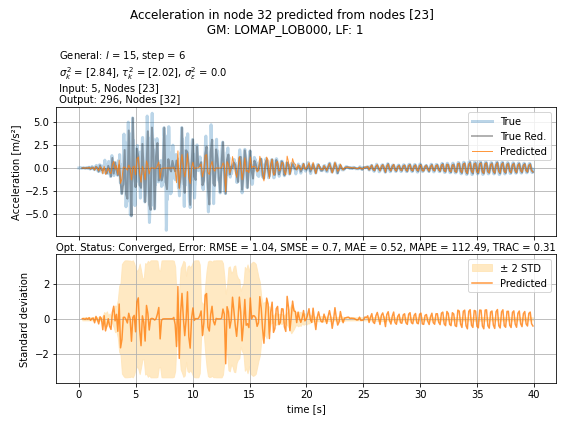 Acceleration in node 32 predicted from nodes [23]
GM: LOMAP_LOB000, LF: 1
General: l = 15, step = 6
σ²ₖ = [2.84], τ²ₖ = [2.02], σ²ₑ = 0.0
Input: 5, Nodes [23]
Output: 296, Nodes [32]
Acceleration [m/s²]
5.0
2.5
0.0
−2.5
−5.0
True
True Red.
Predicted
Opt. Status: Converged, Error: RMSE = 1.04, SMSE = 0.7, MAE = 0.52, MAPE = 112.49, TRAC = 0.31
Standard deviation
2
0
−2
± 2 STD
Predicted
0 5 10 15 20 25 30 35 40
time [s]